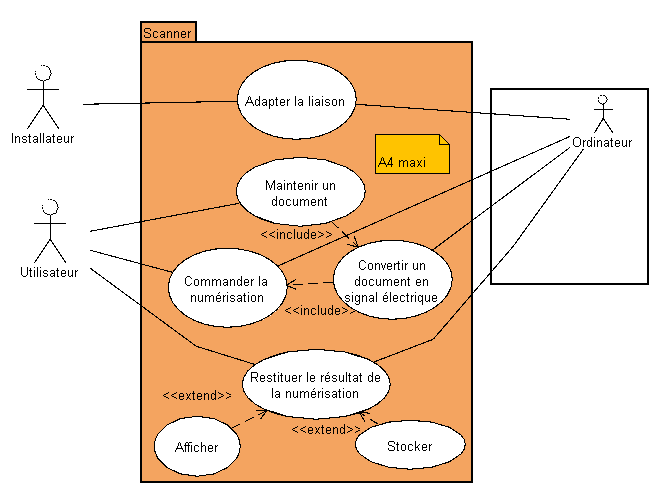 Scanner
Adapter la liaison
Installateur
Ordinateur
A4 maxi
Maintenir un
document
<<include>>
Utilisateur
Commander la
numérisation
Convertir un
document en
signal électrique
<<include>>
Restituer le résultat de
la numérisation
<<extend>>
<<extend>>
Afficher
Stocker